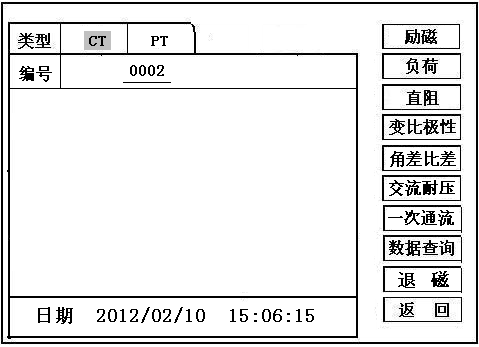 类型 CT PT
编号 0002
日期 2012/02/10 15:06:15
励磁
负荷
直阻
变比极性
角差比差
交流耐压
一次通流
数据查询
退 磁
返 回